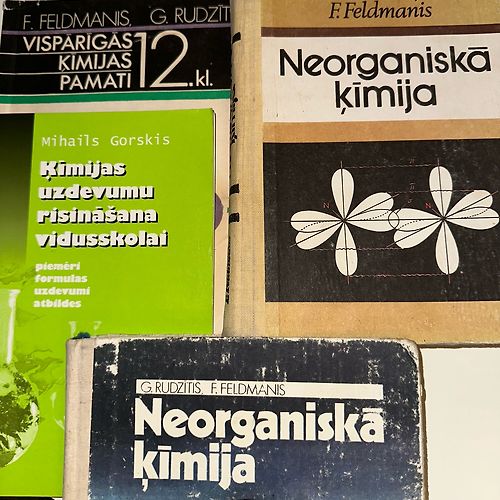 F. FELDMANIS, G. RUDZĪT
VISPĀRĪGĀS
ĶĪMIJAS
PAMATI
12.kl.
Mihails Gorskis
Ķīmijas
uzdevumu
risināšana
vidusskolai
piemēri
formulas
uzdevumi
atbildes
F. Feldmanis
Neorganiskā
ķīmija
G. RUDZĪTIS, F. FELDMANIS
Neorganiskā
ķīmija